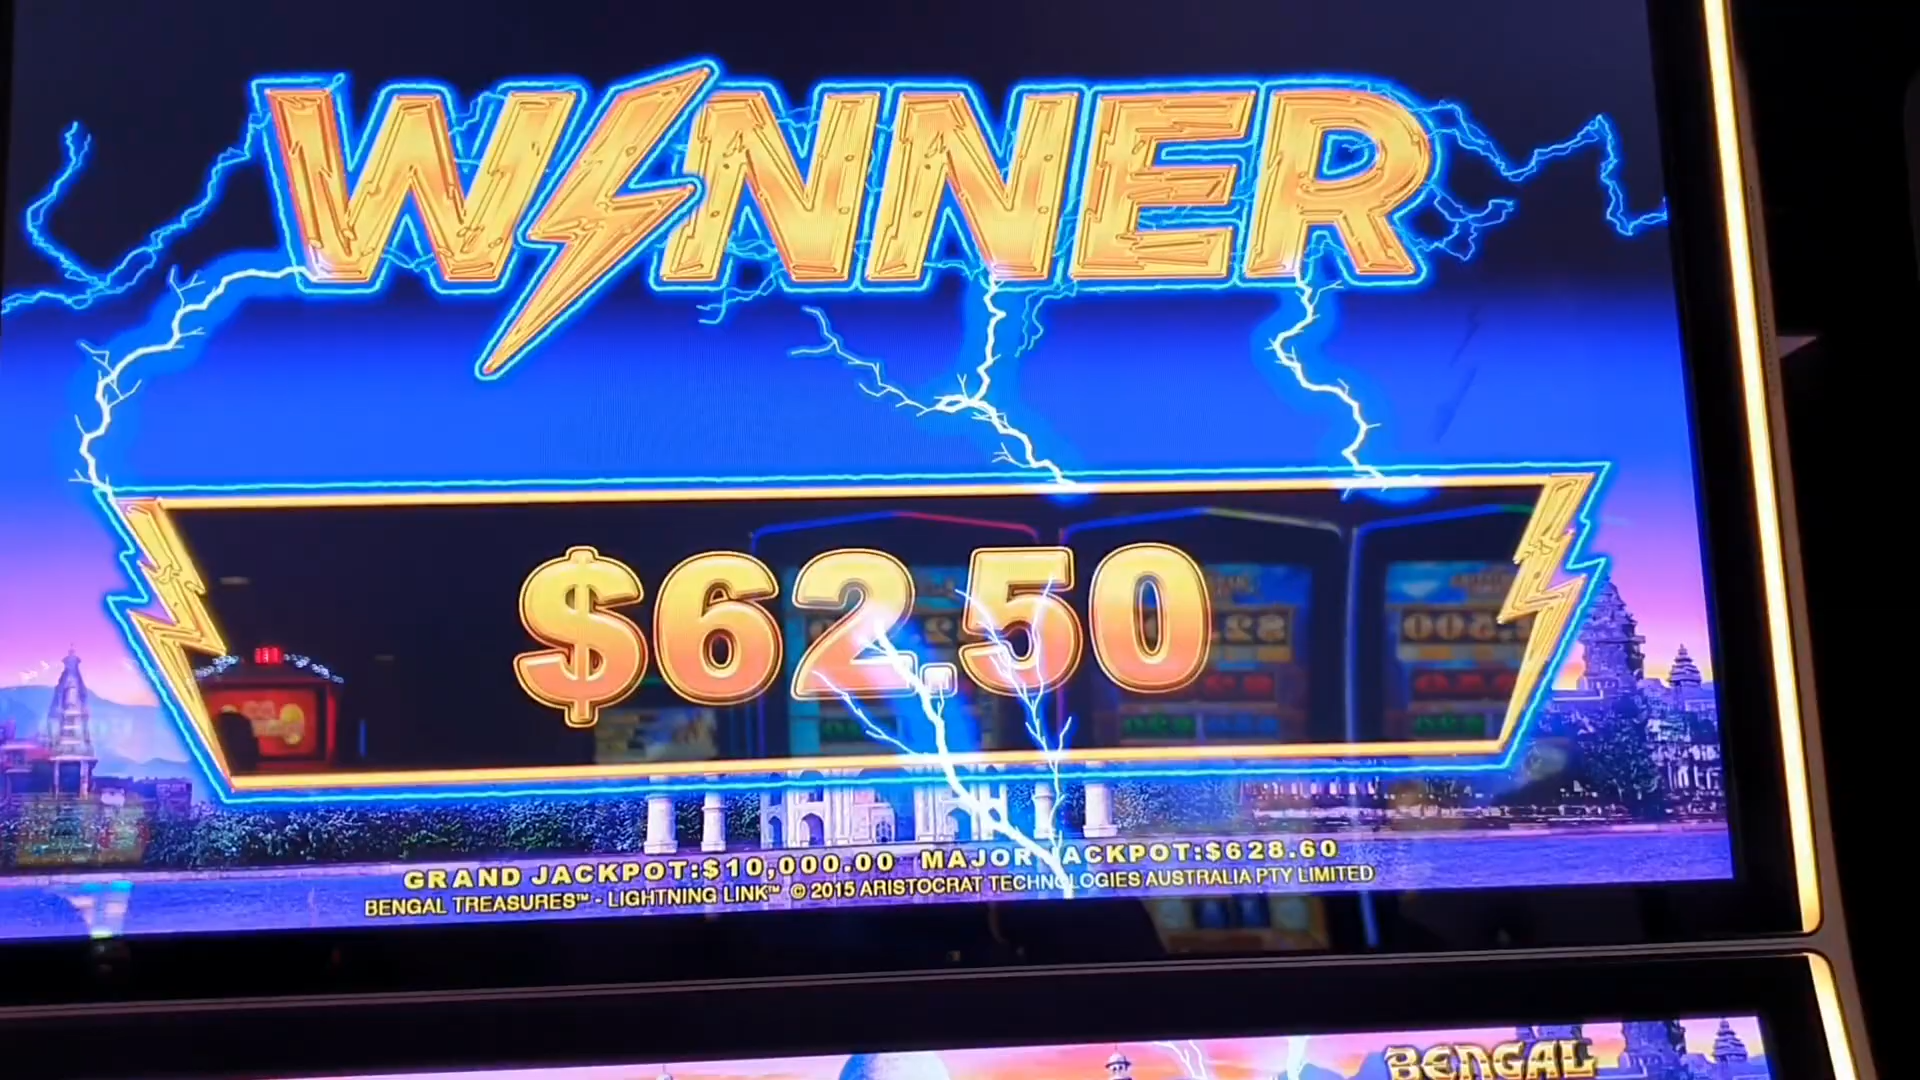 WINNER
$62.50
GRAND JACKPOT:$10,000.00 MAJOR JACKPOT:$628.60
BENGAL TREASURES™ - LIGHTNING LINK™ © 2015 ARISTOCRAT TECHNOLOGIES AUSTRALIA PTY LIMITED
BENGAL